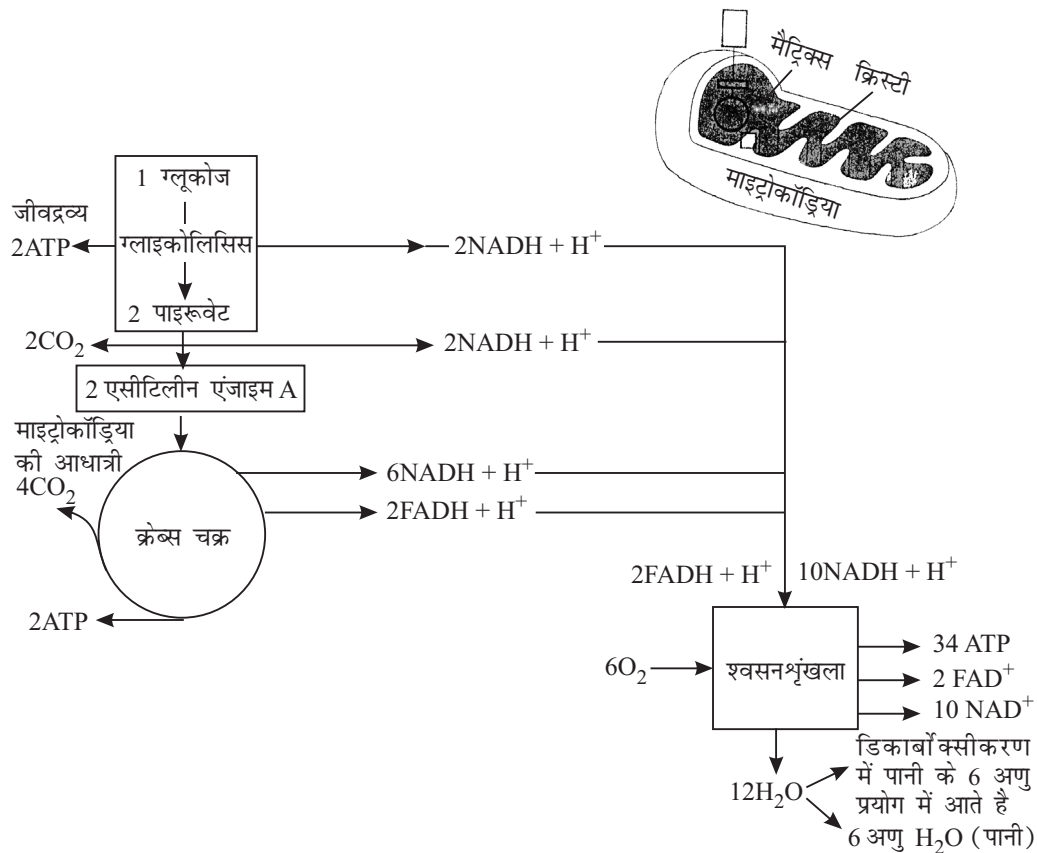 मैट्रिक्स क्रिस्टी
माइट्रोकॉड्रिया
1 ग्लूकोज
जीवद्रव्य
2ATP
ग्लाइकोलिसिस
2NADH + H⁺
2 पाइरूवेट
2CO₂
2NADH + H⁺
2 एसीटिलीन एंजाइम A
माइट्रोकॉड्रिया
की आधात्री
4CO₂
6NADH + H⁺
2FADH + H⁺
क्रेब्स चक्र
2ATP
2FADH + H⁺
10NADH + H⁺
6O₂
श्वसनशृंखला
34 ATP
2 FAD⁺
10 NAD⁺
12H₂O
डिकार्बोक्सीकरण
में पानी के 6 अणु
प्रयोग में आते है
6 अणु H₂O (पानी)